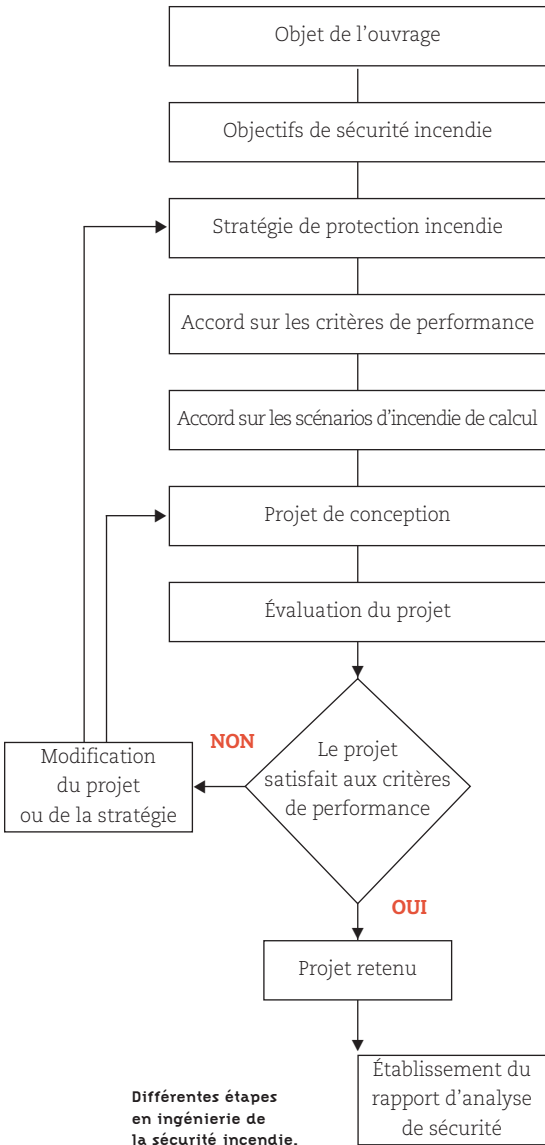 Objet de l'ouvrage
Objectifs de sécurité incendie
Stratégie de protection incendie
Accord sur les critères de performance
Accord sur les scénarios d'incendie de calcul
Projet de conception
Évaluation du projet
NON
Le projet
satisfait aux critères
de performance
Modification
du projet
ou de la stratégie
OUI
Projet retenu
Établissement du
rapport d'analyse
de sécurité
Différentes étapes
en ingénierie de
la sécurité incendie.